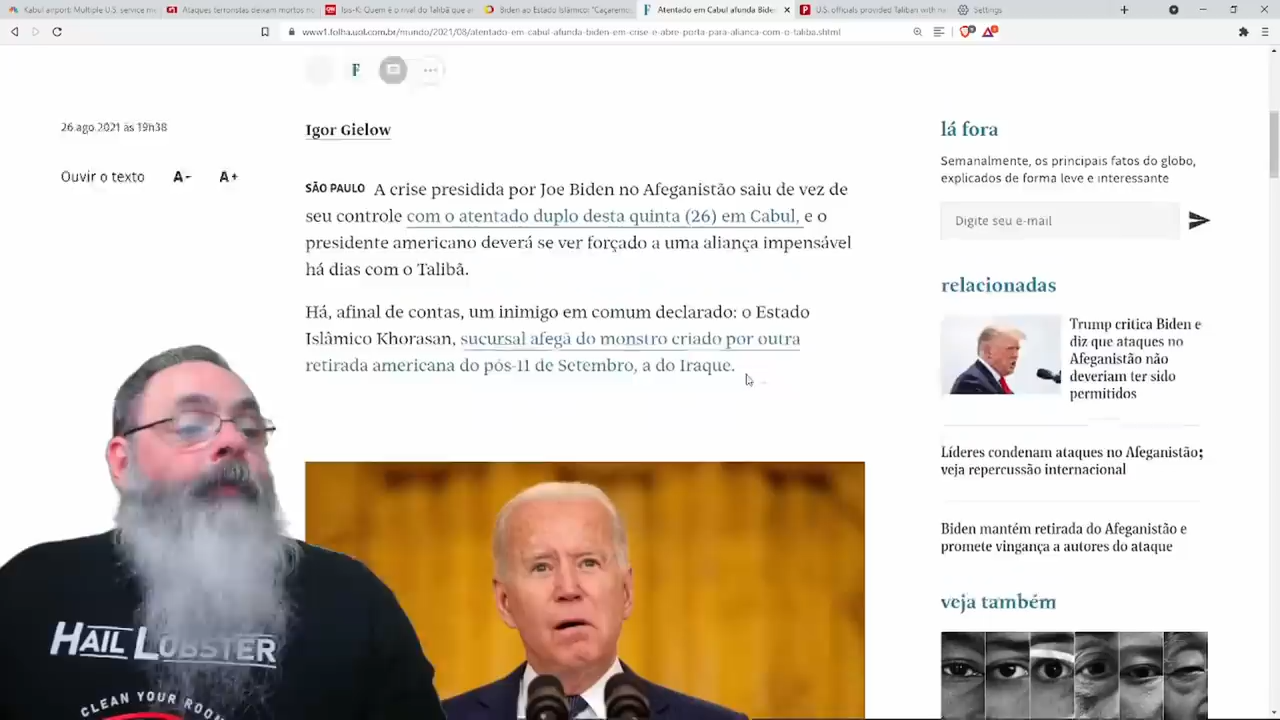 Kabul airport: Multiple U.S. service m
G1 Ataques terroristas deixam mortos no
Isis-K: Quem é o rival do Talibã que an
Biden ao Estado Islâmico: "Caçaremos
F Atentado em Cabul afunda Biden
U.S. officials provided Taliban with na
Settings
www1.folha.uol.com.br/mundo/2021/08/atentado-em-cabul-afunda-biden-em-crise-e-abre-porta-para-alianca-com-o-taliba.shtml
F
26 ago.2021 às 19h38
Igor Gielow
lá fora
Semanalmente, os principais fatos do globo,
explicados de forma leve e interessante
Ouvir o texto A- A+
SÃO PAULO A crise presidida por Joe Biden no Afeganistão saiu de vez de
seu controle com o atentado duplo desta quinta (26) em Cabul, e o
presidente americano deverá se ver forçado a uma aliança impensável
há dias com o Talibã.
Digite seu e-mail
Há, afinal de contas, um inimigo em comum declarado: o Estado
Islâmico Khorasan, sucursal afegã do monstro criado por outra
retirada americana do pós-11 de Setembro, a do Iraque.
relacionadas
Trump critica Biden e
diz que ataques no
Afeganistão não
deveriam ter sido
permitidos
Líderes condenam ataques no Afeganistão;
veja repercussão internacional
Biden mantém retirada do Afeganistão e
promete vingança a autores do ataque
veja também
HAIL LOBSTER
CLEAN YOUR ROOM